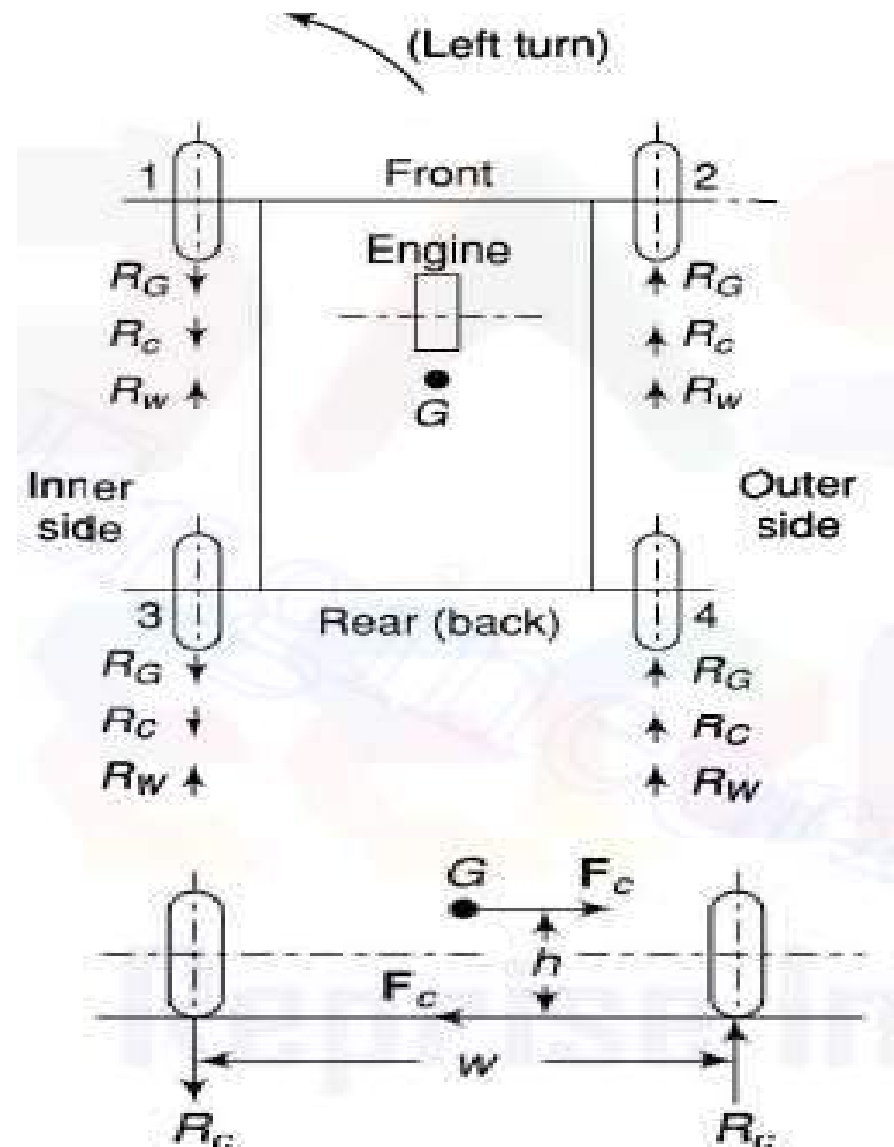 (Left turn)
1 Front 2
Engine
R_G R_G
R_c R_c
R_w R_w
G
Inner side
Outer side
3 Rear (back) 4
R_G R_G
R_C R_C
R_W R_W
G F_c
h
F_c
w
R_c R_c